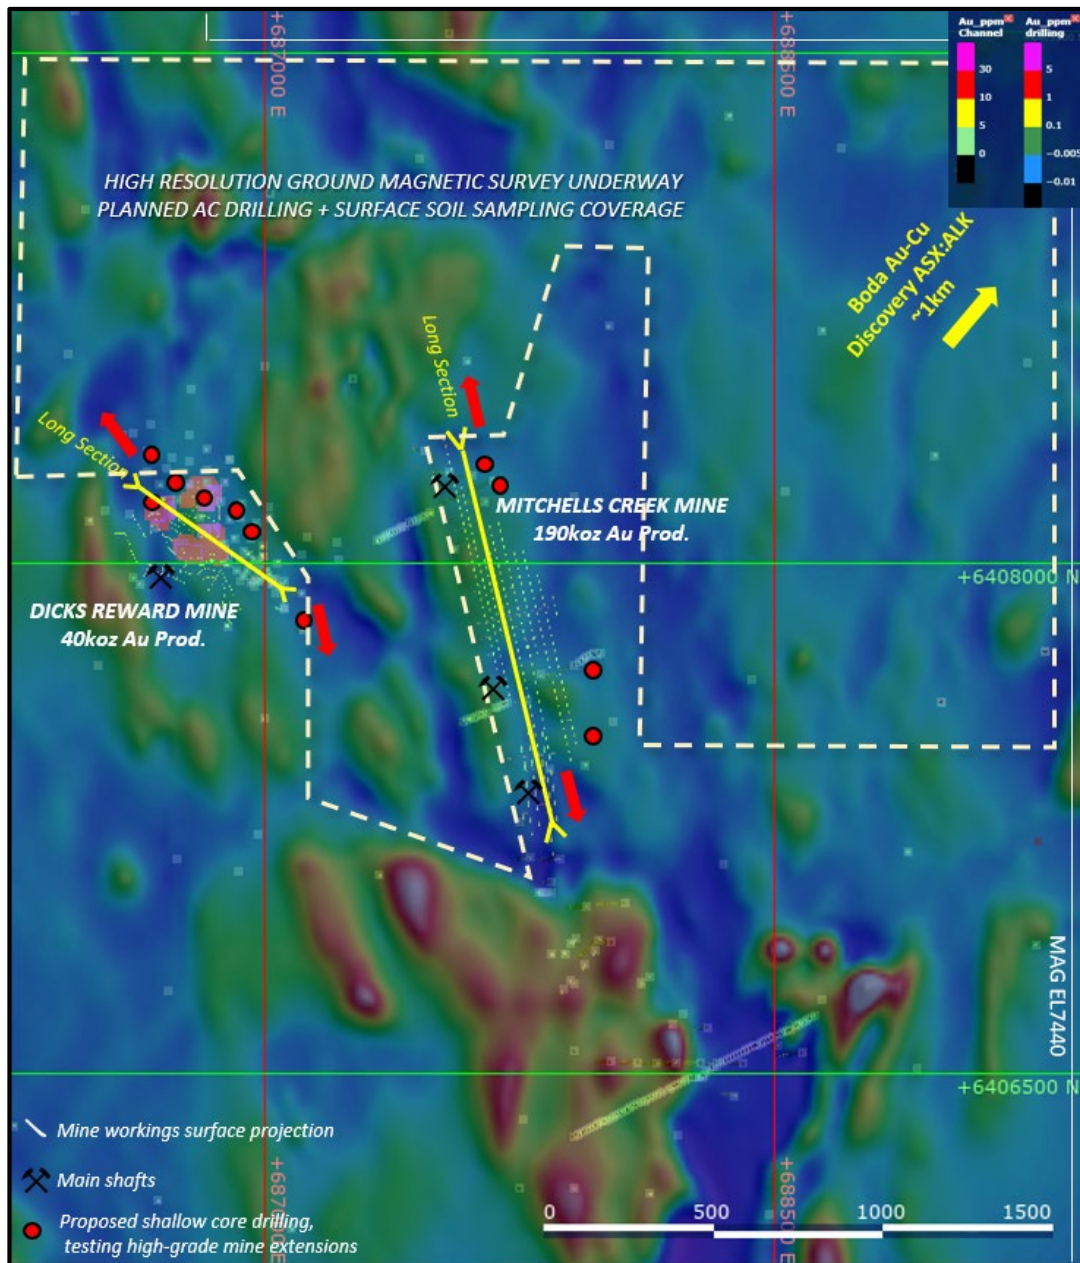 +687000 E
+688500 E
Au_ppm Au_ppm
Channel drilling
30 5
10 1
5 0.1
0 -0.005
-0.01
HIGH RESOLUTION GROUND MAGNETIC SURVEY UNDERWAY
PLANNED AC DRILLING + SURFACE SOIL SAMPLING COVERAGE
Boda Au-Cu
Discovery ASX:ALK
~1km
Long Section
Long Section
MITCHELLS CREEK MINE
190koz Au Prod.
+6408000 N
DICKS REWARD MINE
40koz Au Prod.
MAG EL7440
+6406500 N
Mine workings surface projection
Main shafts
Proposed shallow core drilling,
testing high-grade mine extensions
0 500 1000 1500
+687000 E
+688500 E